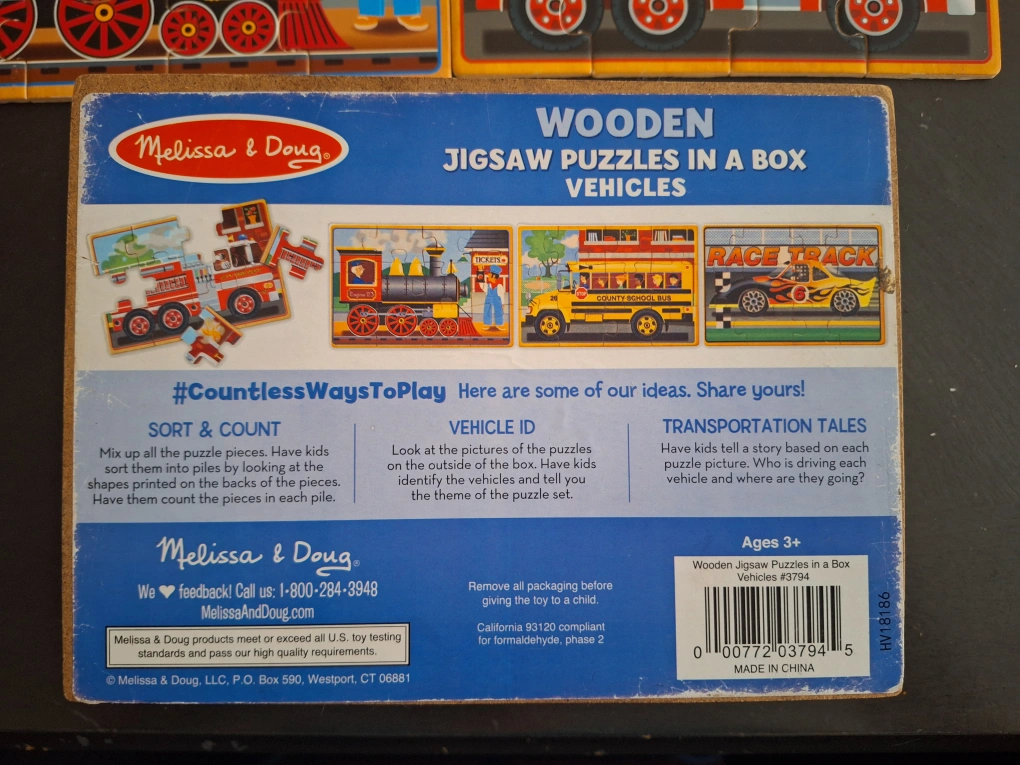 Melissa & Doug®
WOODEN
JIGSAW PUZZLES IN A BOX
VEHICLES
TICKETS
COUNTY SCHOOL BUS
STOP
RACE TRACK
6
#CountlessWaysToPlay Here are some of our ideas. Share yours!
SORT & COUNT
Mix up all the puzzle pieces. Have kids
sort them into piles by looking at the
shapes printed on the backs of the pieces.
Have them count the pieces in each pile.
VEHICLE ID
Look at the pictures of the puzzles
on the outside of the box. Have kids
identify the vehicles and tell you
the theme of the puzzle set.
TRANSPORTATION TALES
Have kids tell a story based on each
puzzle picture. Who is driving each
vehicle and where are they going?
Melissa & Doug®
We ♥ feedback! Call us: 1•800•284•3948
MelissaAndDoug.com
Melissa & Doug products meet or exceed all U.S. toy testing
standards and pass our high quality requirements.
© Melissa & Doug, LLC, P.O. Box 590, Westport, CT 06881
Remove all packaging before
giving the toy to a child.
California 93120 compliant
for formaldehyde, phase 2
Ages 3+
Wooden Jigsaw Puzzles in a Box
Vehicles #3794
0 00772 03794 5
MADE IN CHINA
HV18186